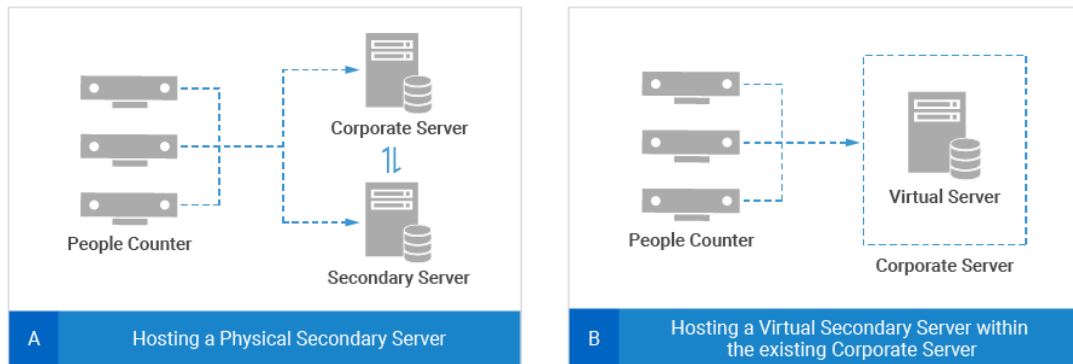 Corporate Server
People Counter
Secondary Server
A
Hosting a Physical Secondary Server
Virtual Server
People Counter
Corporate Server
B
Hosting a Virtual Secondary Server within
the existing Corporate Server